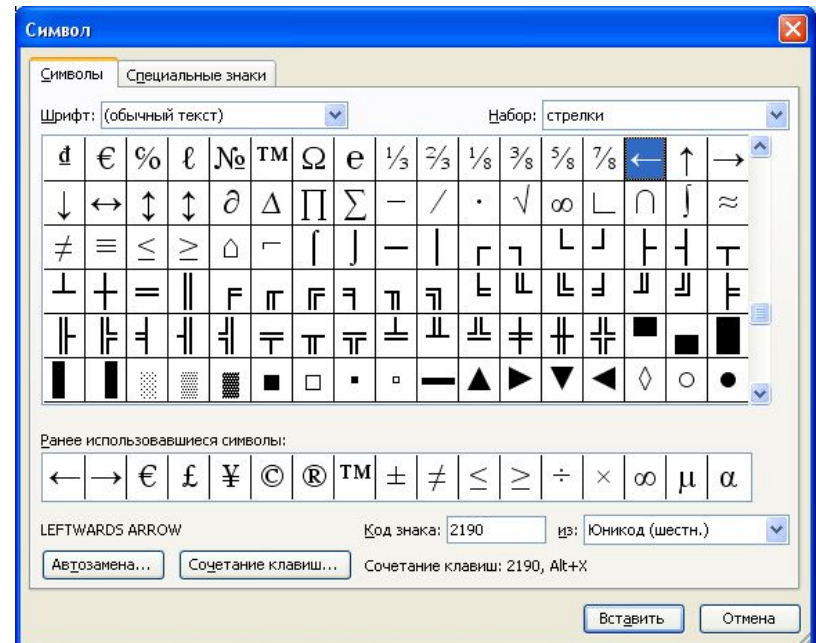 Символ
Символы Специальные знаки
Шрифт: (обычный текст) Набор: стрелки
₫ € ℅ ℓ № ™ Ω ℮ ⅓ ⅔ ⅛ ⅜ ⅝ ⅞ ← ↑ →
↓ ↔ ↕ ↨ ∂ ∆ ∏ ∑ − ∕ ∙ √ ∞ ∟ ∩ ∫ ≈
≠ ≡ ≤ ≥ ⌂ ⌐ ⌠ ⌡ ─ │ ┌ ┐ └ ┘ ├ ┤ ┬
┴ ┼ ═ ║ ╒ ╓ ╔ ╕ ╖ ╗ ╘ ╙ ╚ ╛ ╜ ╝ ╞
╟ ╠ ╡ ╢ ╣ ╤ ╥ ╦ ╧ ╨ ╩ ╪ ╫ ╬ ▀ ▄ █
▌ ▐ ░ ▒ ▓ ■ □ ▪ ▫ ▬ ▲ ► ▼ ◄ ◊ ○ ●
Ранее использовавшиеся символы:
← → € £ ¥ © ® ™ ± ≠ ≤ ≥ ÷ × ∞ µ α
LEFTWARDS ARROW Код знака: 2190 из: Юникод (шестн.)
Автозамена... Сочетание клавиш... Сочетание клавиш: 2190, Alt+X
Вставить Отмена